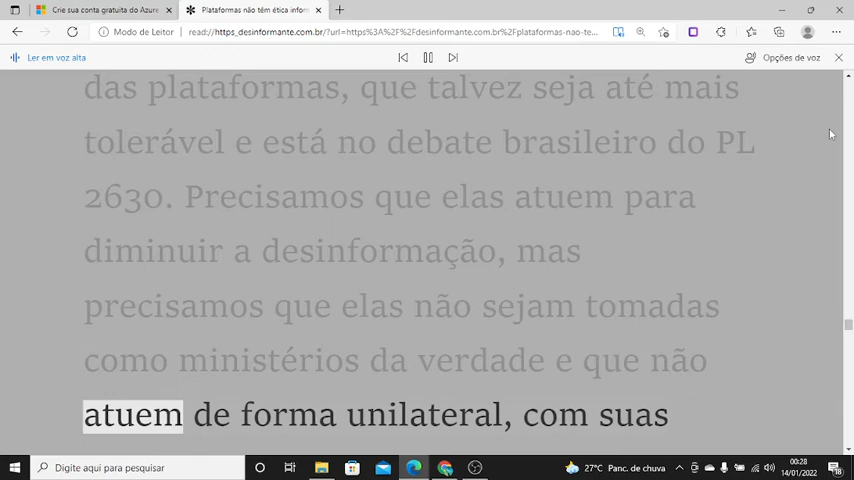 Crie sua conta gratuita do Azure
Plataformas não têm ética infor
Modo de Leitor
read://https_desinformante.com.br/?url=https%3A%2F%2Fdesinformante.com.br%2Fplataformas-nao-te...
Ler em voz alta
Opções de voz
das plataformas, que talvez seja até mais
tolerável e está no debate brasileiro do PL
2630. Precisamos que elas atuem para
diminuir a desinformação, mas
precisamos que elas não sejam tomadas
como ministérios da verdade e que não
atuem de forma unilateral, com suas
Digite aqui para pesquisar
27°C Panc. de chuva
00:28
14/01/2022
18